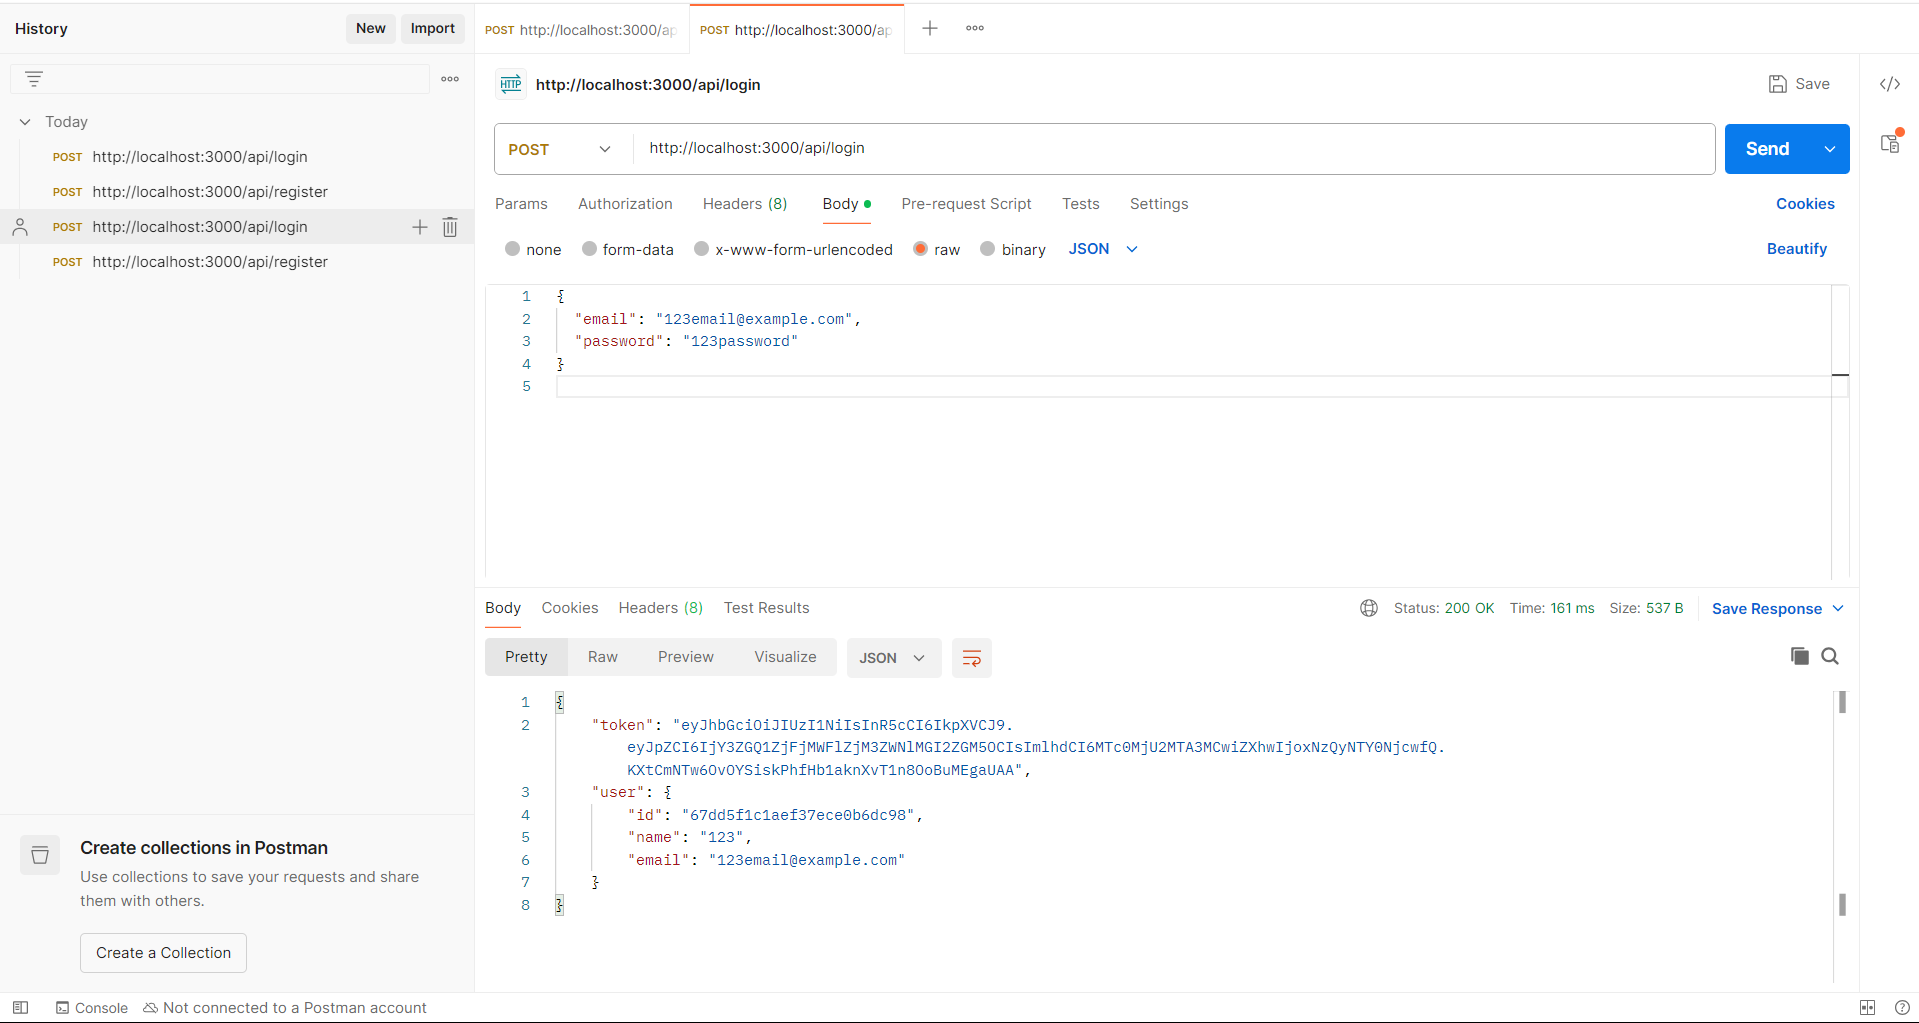 History
New
Import
POST http://localhost:3000/ap
POST http://localhost:3000/ap
Today
POST http://localhost:3000/api/login
POST http://localhost:3000/api/register
POST http://localhost:3000/api/login
POST http://localhost:3000/api/register
HTTP http://localhost:3000/api/login
Save
POST http://localhost:3000/api/login
Send
Params Authorization Headers (8) Body Pre-request Script Tests Settings Cookies
none form-data x-www-form-urlencoded raw binary JSON Beautify
1 {
2 "email": "123email@example.com",
3 "password": "123password"
4 }
5
Body Cookies Headers (8) Test Results Status: 200 OK Time: 161 ms Size: 537 B Save Response
Pretty Raw Preview Visualize JSON
1 {
2 "token": "eyJhbGciOiJIUzI1NiIsInR5cCI6IkpXVCJ9.
eyJpZCI6IjY3ZGQ1ZjFjMWFlZjM3ZWNlMGI2ZGM5OCIsImlhdCI6MTc0MjU2MTA3MCwiZXhwIjoxNzQyNTY0NjcwfQ.
KXtCmNTw6OvOYSiskPhfHb1aknXvT1n8OoBuMEgaUAA",
3 "user": {
4 "id": "67dd5f1c1aef37ece0b6dc98",
5 "name": "123",
6 "email": "123email@example.com"
7 }
8 }
Create collections in Postman
Use collections to save your requests and share
them with others.
Create a Collection
Console Not connected to a Postman account